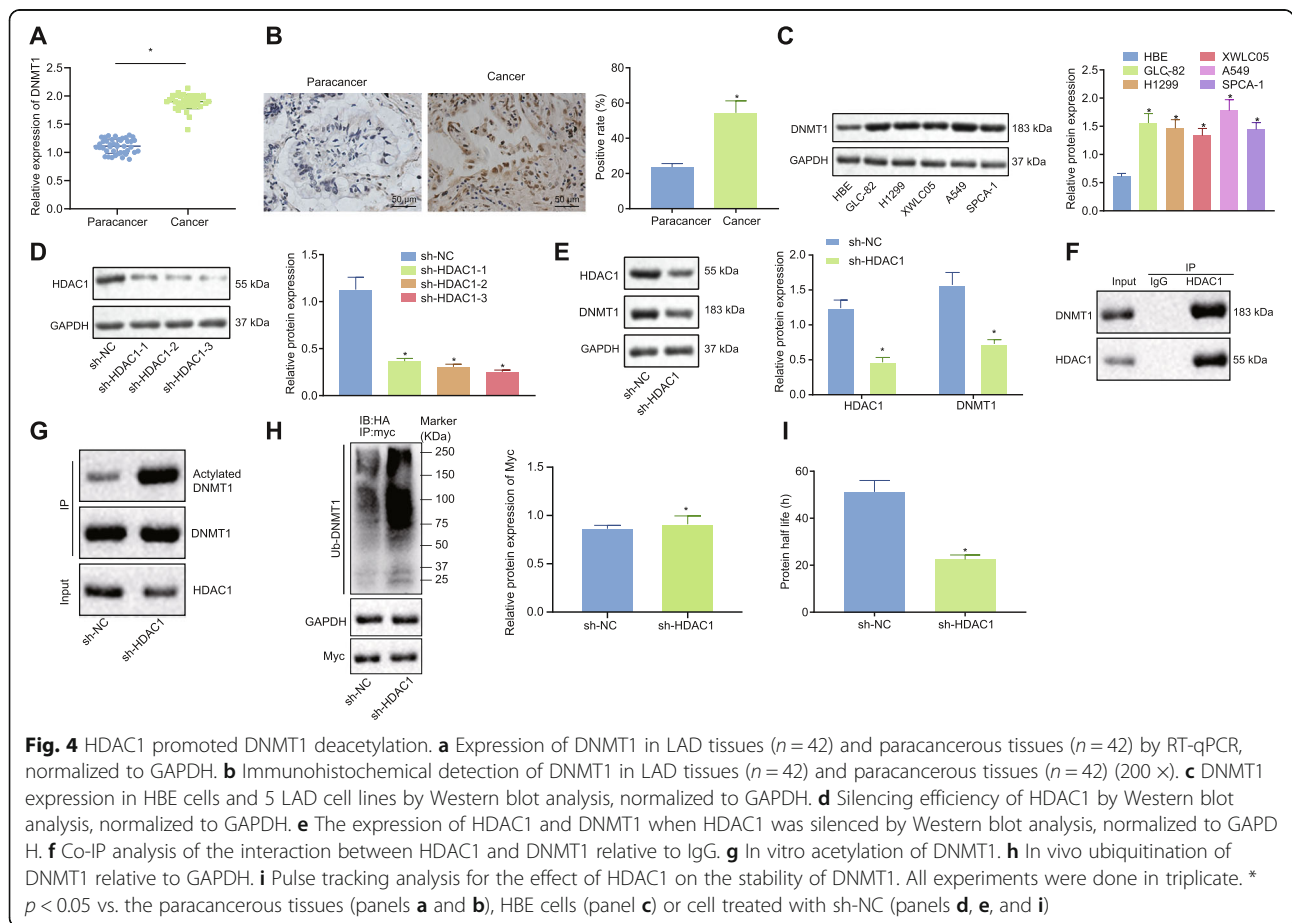 A
Relative expression of DNMT1
*
2.5
2.0
1.5
1.0
0.5
0.0
Paracancer
Cancer
B
Paracancer
Cancer
50 μm
50 μm
Positive rate (%)
80
60
40
20
0
*
Paracancer
Cancer
C
DNMT1
183 kDa
GAPDH
37 kDa
HBE
GLC-82
H1299
XWLC05
A549
SPCA-1
HBE
GLC-82
H1299
XWLC05
A549
SPCA-1
Relative protein expression
2.5
2.0
1.5
1.0
0.5
0.0
* * * * *
D
HDAC1
55 kDa
GAPDH
37 kDa
sh-NC
sh-HDAC1-1
sh-HDAC1-2
sh-HDAC1-3
Relative protein expression
1.5
1.0
0.5
0.0
sh-NC
sh-HDAC1-1
sh-HDAC1-2
sh-HDAC1-3
* * *
E
HDAC1
55 kDa
DNMT1
183 kDa
GAPDH
37 kDa
sh-NC
sh-HDAC1
sh-NC
sh-HDAC1
Relative protein expression
2.0
1.5
1.0
0.5
0.0
* *
HDAC1
DNMT1
F
IP
Input IgG HDAC1
DNMT1
183 kDa
HDAC1
55 kDa
G
IP
Actylated
DNMT1
DNMT1
Input
HDAC1
sh-NC
sh-HDAC1
H
IB:HA
IP:myc
Marker
(KDa)
250
150
100
75
50
37
25
Ub-DNMT1
GAPDH
Myc
sh-NC
sh-HDAC1
Relative protein expression of Myc
1.5
1.0
0.5
0.0
*
sh-NC
sh-HDAC1
I
Protein half life (h)
60
40
20
0
*
sh-NC
sh-HDAC1
Fig. 4 HDAC1 promoted DNMT1 deacetylation. a Expression of DNMT1 in LAD tissues (n = 42) and paracancerous tissues (n = 42) by RT-qPCR,
normalized to GAPDH. b Immunohistochemical detection of DNMT1 in LAD tissues (n = 42) and paracancerous tissues (n = 42) (200 ×). c DNMT1
expression in HBE cells and 5 LAD cell lines by Western blot analysis, normalized to GAPDH. d Silencing efficiency of HDAC1 by Western blot
analysis, normalized to GAPDH. e The expression of HDAC1 and DNMT1 when HDAC1 was silenced by Western blot analysis, normalized to GAPD
H. f Co-IP analysis of the interaction between HDAC1 and DNMT1 relative to IgG. g In vitro acetylation of DNMT1. h In vivo ubiquitination of
DNMT1 relative to GAPDH. i Pulse tracking analysis for the effect of HDAC1 on the stability of DNMT1. All experiments were done in triplicate. *
p < 0.05 vs. the paracancerous tissues (panels a and b), HBE cells (panel c) or cell treated with sh-NC (panels d, e, and i)